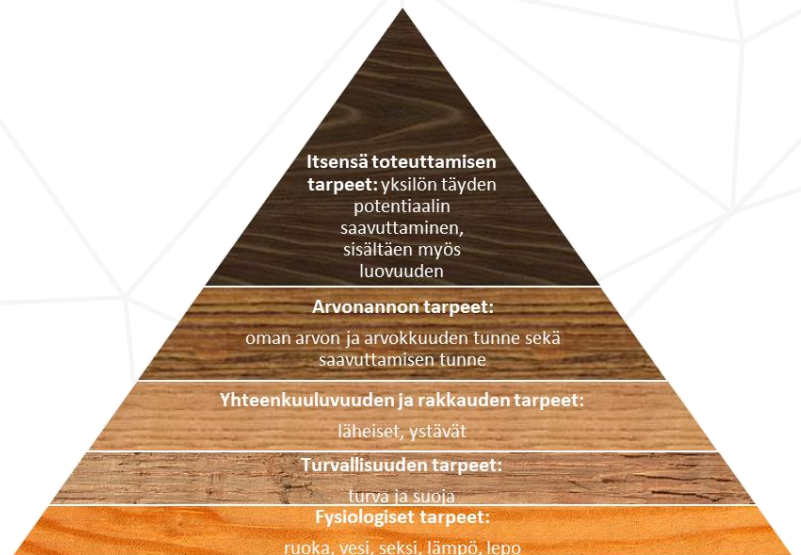 Itsensä toteuttamisen
tarpeet: yksilön täyden
potentiaalin
saavuttaminen,
sisältäen myös
luovuuden
Arvonannon tarpeet:
oman arvon ja arvokkuuden tunne sekä
saavuttamisen tunne
Yhteenkuuluvuuden ja rakkauden tarpeet:
läheiset, ystävät
Turvallisuuden tarpeet:
turva ja suoja
Fysiologiset tarpeet:
ruoka, vesi, seksi, lämpö, lepo